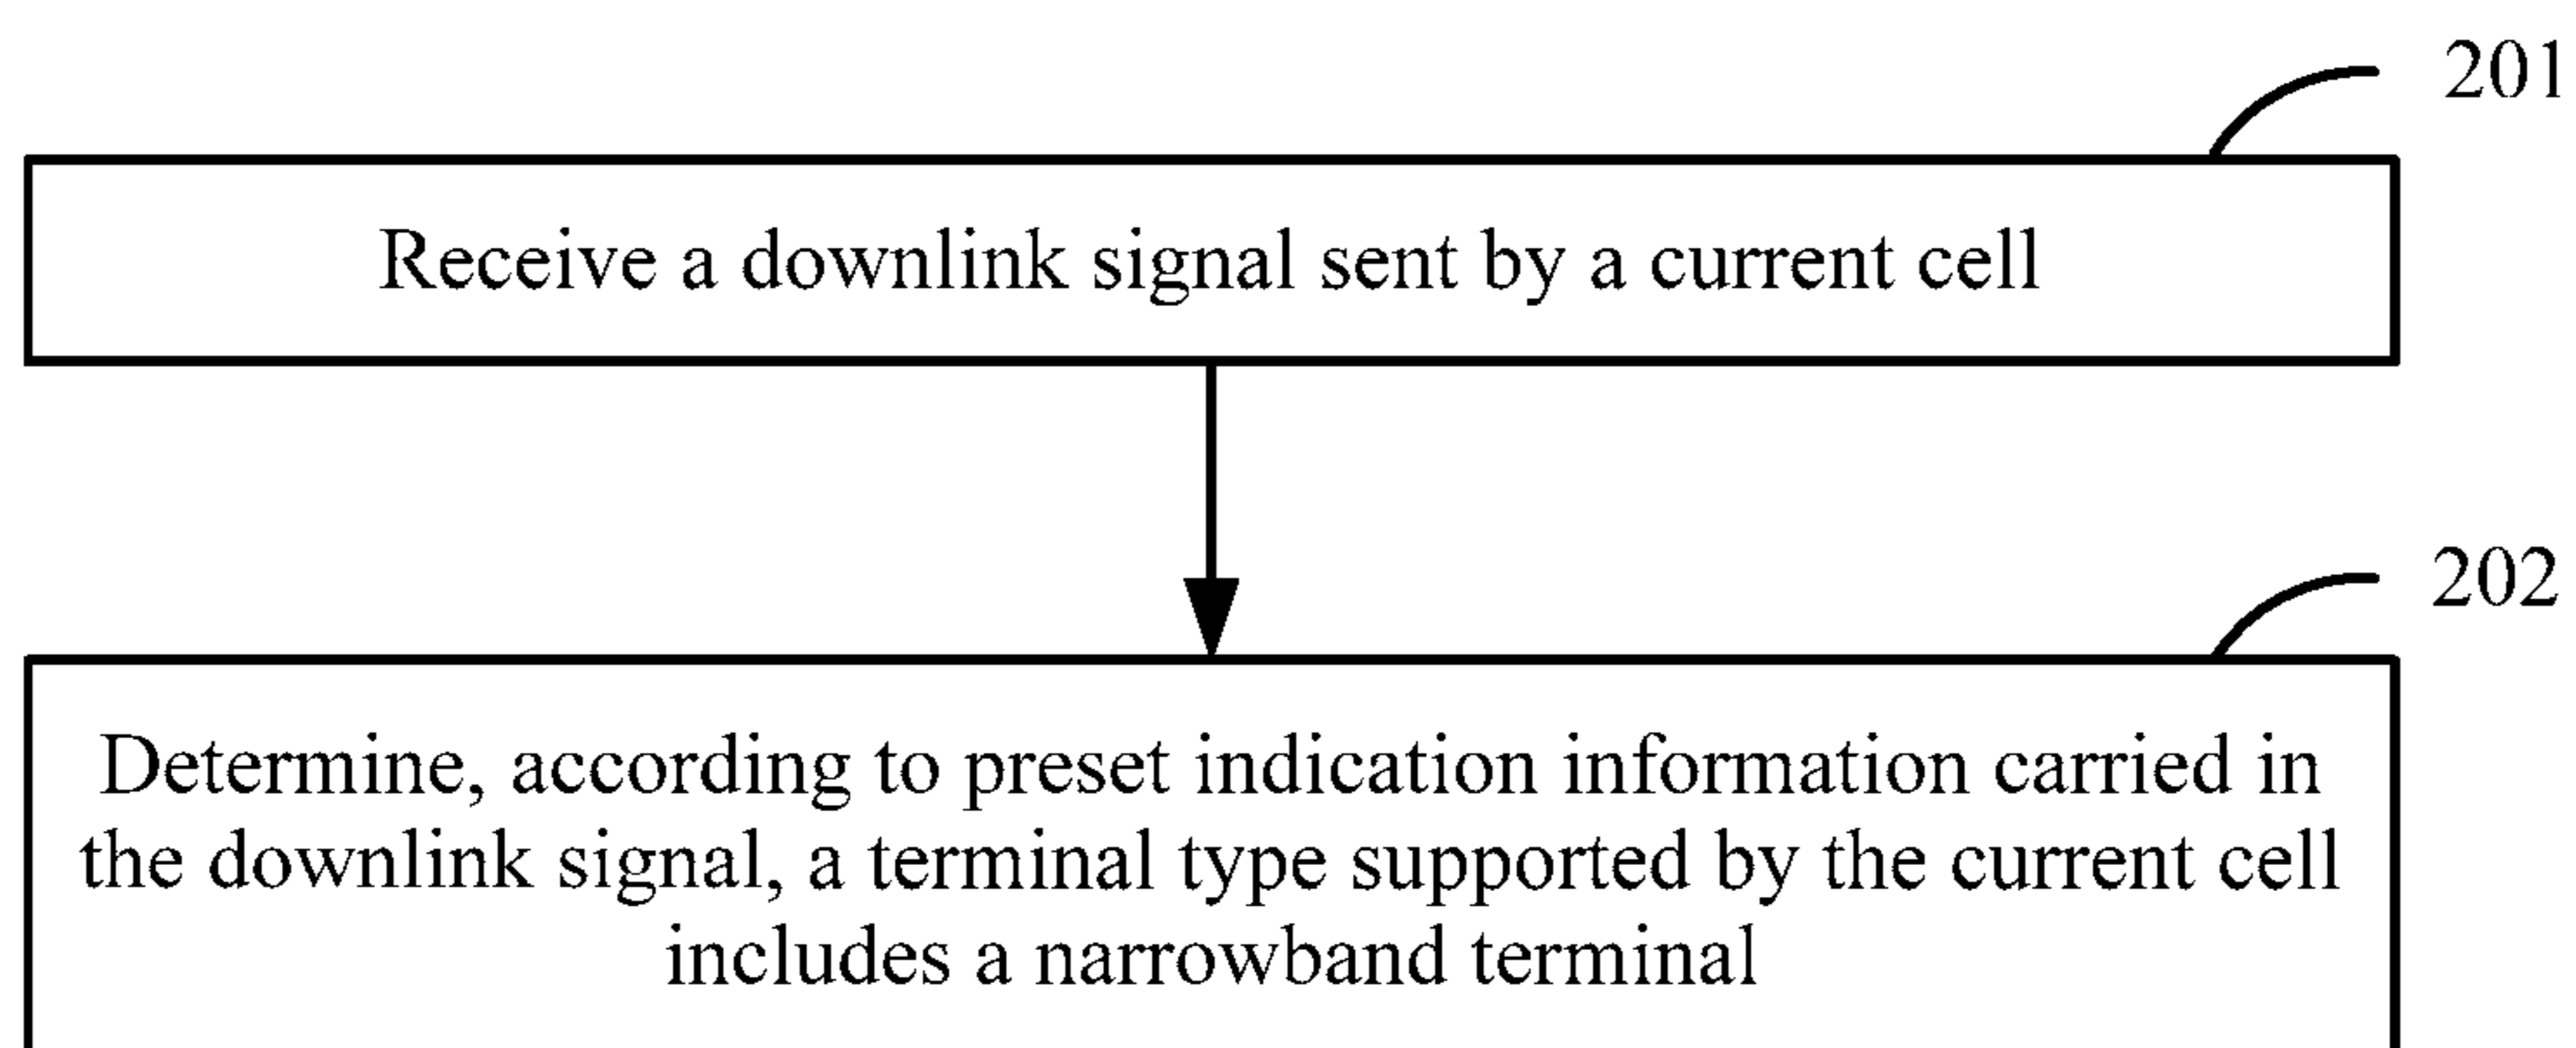 201
Receive a downlink signal sent by a current cell
202
Determine, according to preset indication information carried in
the downlink signal, a terminal type supported by the current cell
includes a narrowband terminal